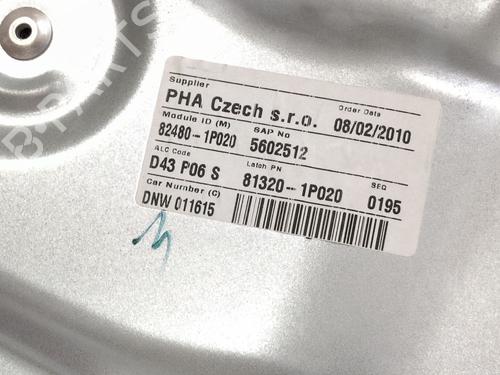 Supplier
PHA Czech s.r.o.
Order Date
08/02/2010
Module ID (M)
SAP No
82480-1P020
5602512
ALC Code
Latch PN
SEQ
D43 P06 S
81320-1P020
0195
Car Number (C)
DNW 011615